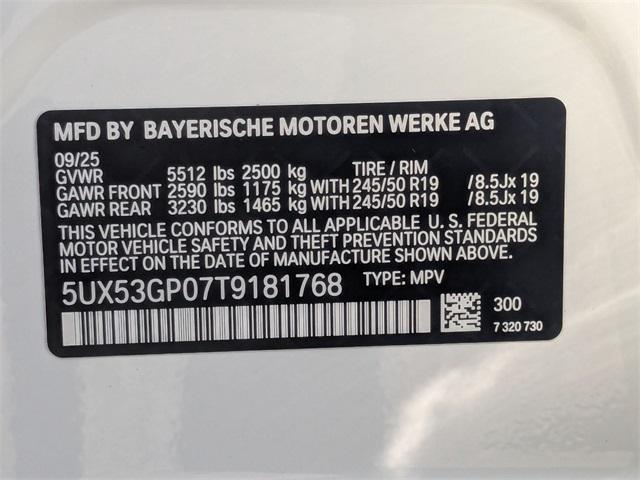 MFD BY BAYERISCHE MOTOREN WERKE AG
09/25
GVWR 5512 lbs 2500 kg TIRE / RIM
GAWR FRONT 2590 lbs 1175 kg WITH 245/50 R19 /8.5Jx 19
GAWR REAR 3230 lbs 1465 kg WITH 245/50 R19 /8.5Jx 19
THIS VEHICLE CONFORMS TO ALL APPLICABLE U. S. FEDERAL
MOTOR VEHICLE SAFETY AND THEFT PREVENTION STANDARDS
IN EFFECT ON THE DATE OF MANUFACTURE SHOWN ABOVE.
5UX53GP07T9181768 TYPE: MPV
300
7 320 730